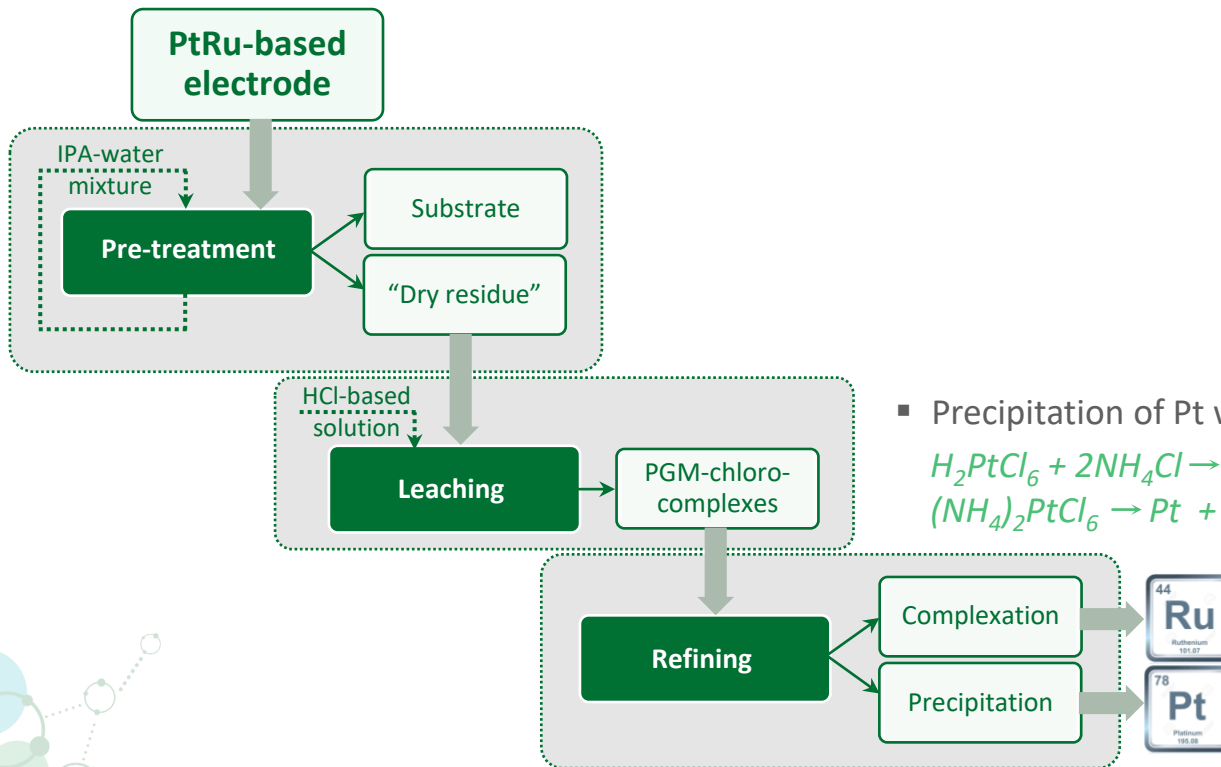 PtRu-based
electrode
IPA-water
mixture
Pre-treatment
Substrate
“Dry residue”
HCl-based
solution
Leaching
PGM-chloro-
complexes
▪ Precipitation of Pt
H₂PtCl₆ + 2NH₄Cl →
(NH₄)₂PtCl₆ → Pt +
Refining
Complexation
Precipitation
44
Ru
Ruthenium
101.07
78
Pt
Platinum
195.08